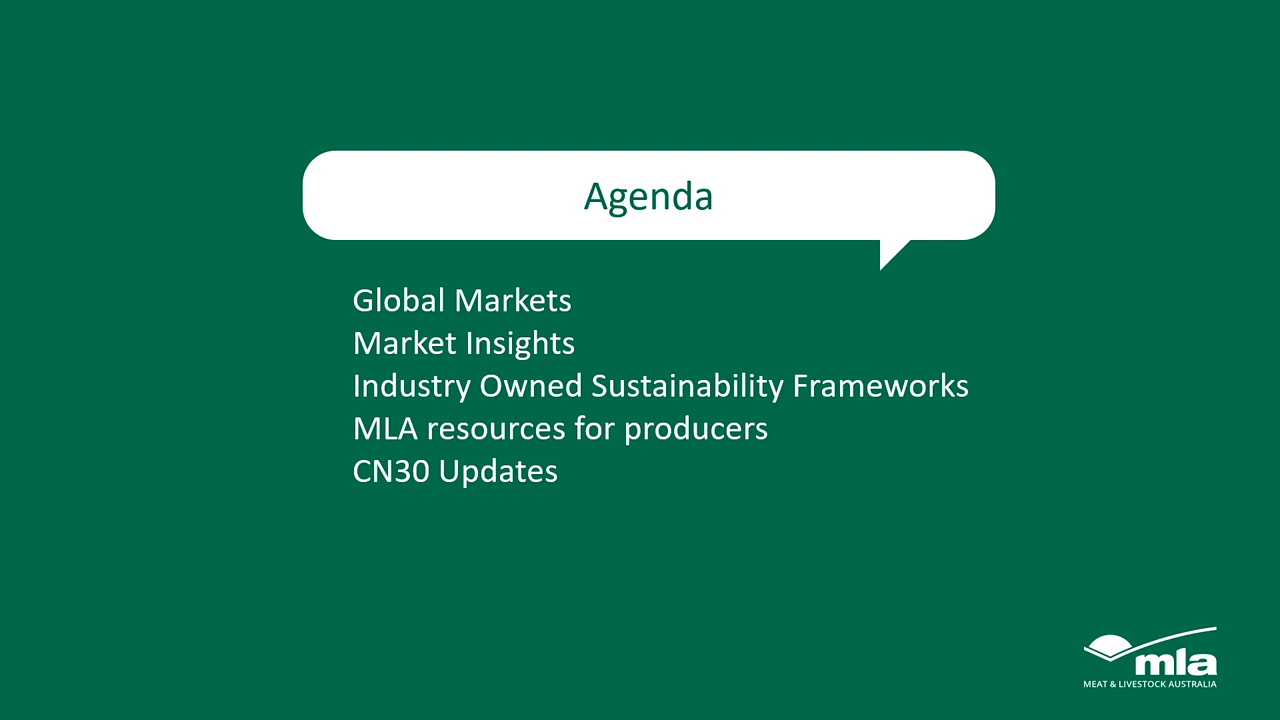 Agenda
Global Markets
Market Insights
Industry Owned Sustainability Frameworks
MLA resources for producers
CN30 Updates
mla
MEAT & LIVESTOCK AUSTRALIA